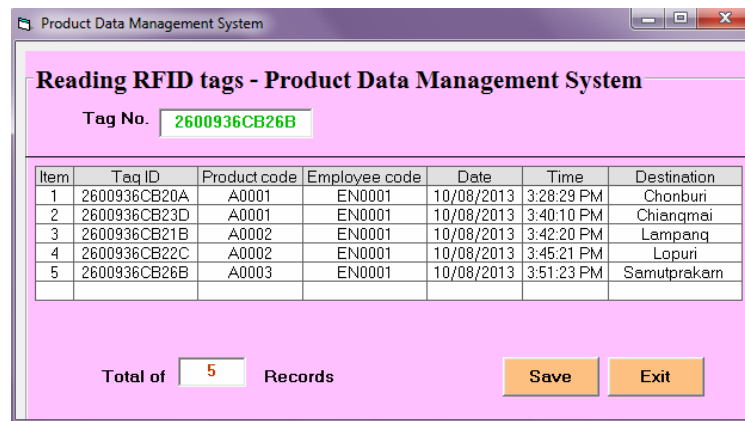 Product Data Management System
Reading RFID tags - Product Data Management System
Tag No. 2600936CB26B
Item Tag ID Product code Employee code Date Time Destination
1 2600936CB20A A0001 EN0001 10/08/2013 3:28:29 PM Chonburi
2 2600936CB23D A0001 EN0001 10/08/2013 3:40:10 PM Chiangmai
3 2600936CB21B A0002 EN0001 10/08/2013 3:42:20 PM Lampang
4 2600936CB22C A0002 EN0001 10/08/2013 3:45:21 PM Lopuri
5 2600936CB26B A0003 EN0001 10/08/2013 3:51:23 PM Samutprakarn
Total of 5 Records Save Exit